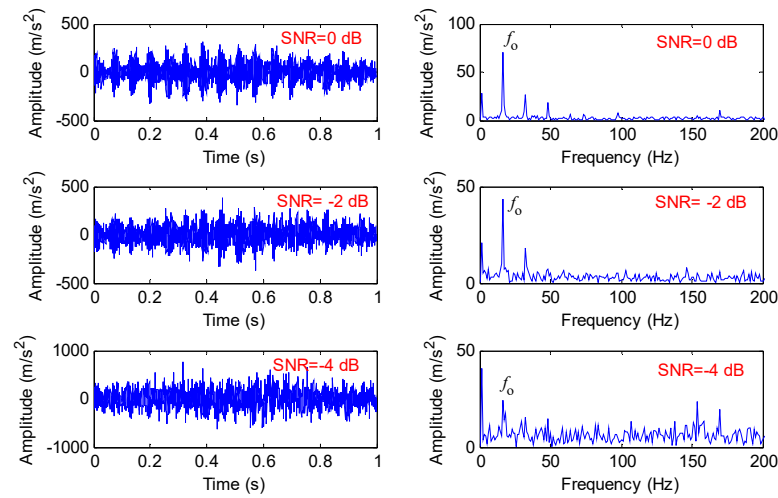 500
0
-500
0 0.2 0.4 0.6 0.8 1
Time (s)
Amplitude (m/s²)
SNR=0 dB
100
50
0
0 50 100 150 200
Frequency (Hz)
Amplitude (m/s²)
fo
SNR=0 dB
500
0
-500
0 0.2 0.4 0.6 0.8 1
Time (s)
Amplitude (m/s²)
SNR= -2 dB
50
0
0 50 100 150 200
Frequency (Hz)
Amplitude (m/s²)
fo
SNR= -2 dB
1000
0
-1000
0 0.2 0.4 0.6 0.8 1
Time (s)
Amplitude (m/s²)
SNR=-4 dB
50
0
0 50 100 150 200
Frequency (Hz)
Amplitude (m/s²)
fo
SNR=-4 dB